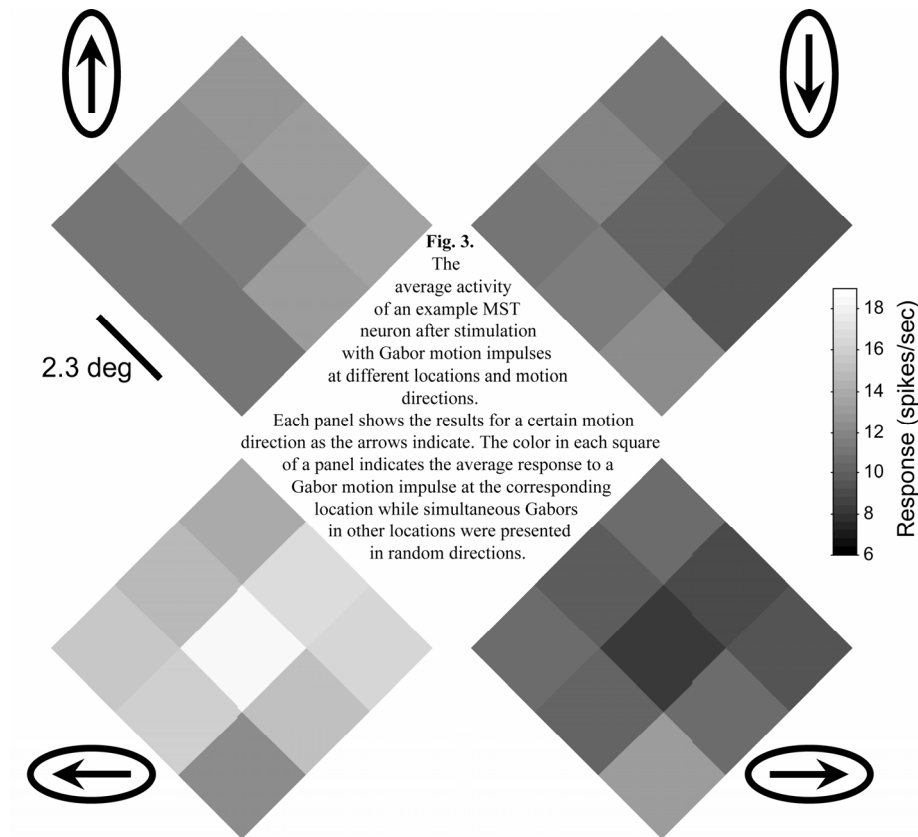 Fig. 3.
The
average activity
of an example MST
neuron after stimulation
with Gabor motion impulses
at different locations and motion
directions.
Each panel shows the results for a certain motion
direction as the arrows indicate. The color in each square
of a panel indicates the average response to a
Gabor motion impulse at the corresponding
location while simultaneous Gabors
in other locations were presented
in random directions.
2.3 deg
18
16
14
12
10
8
6
Response (spikes/sec)